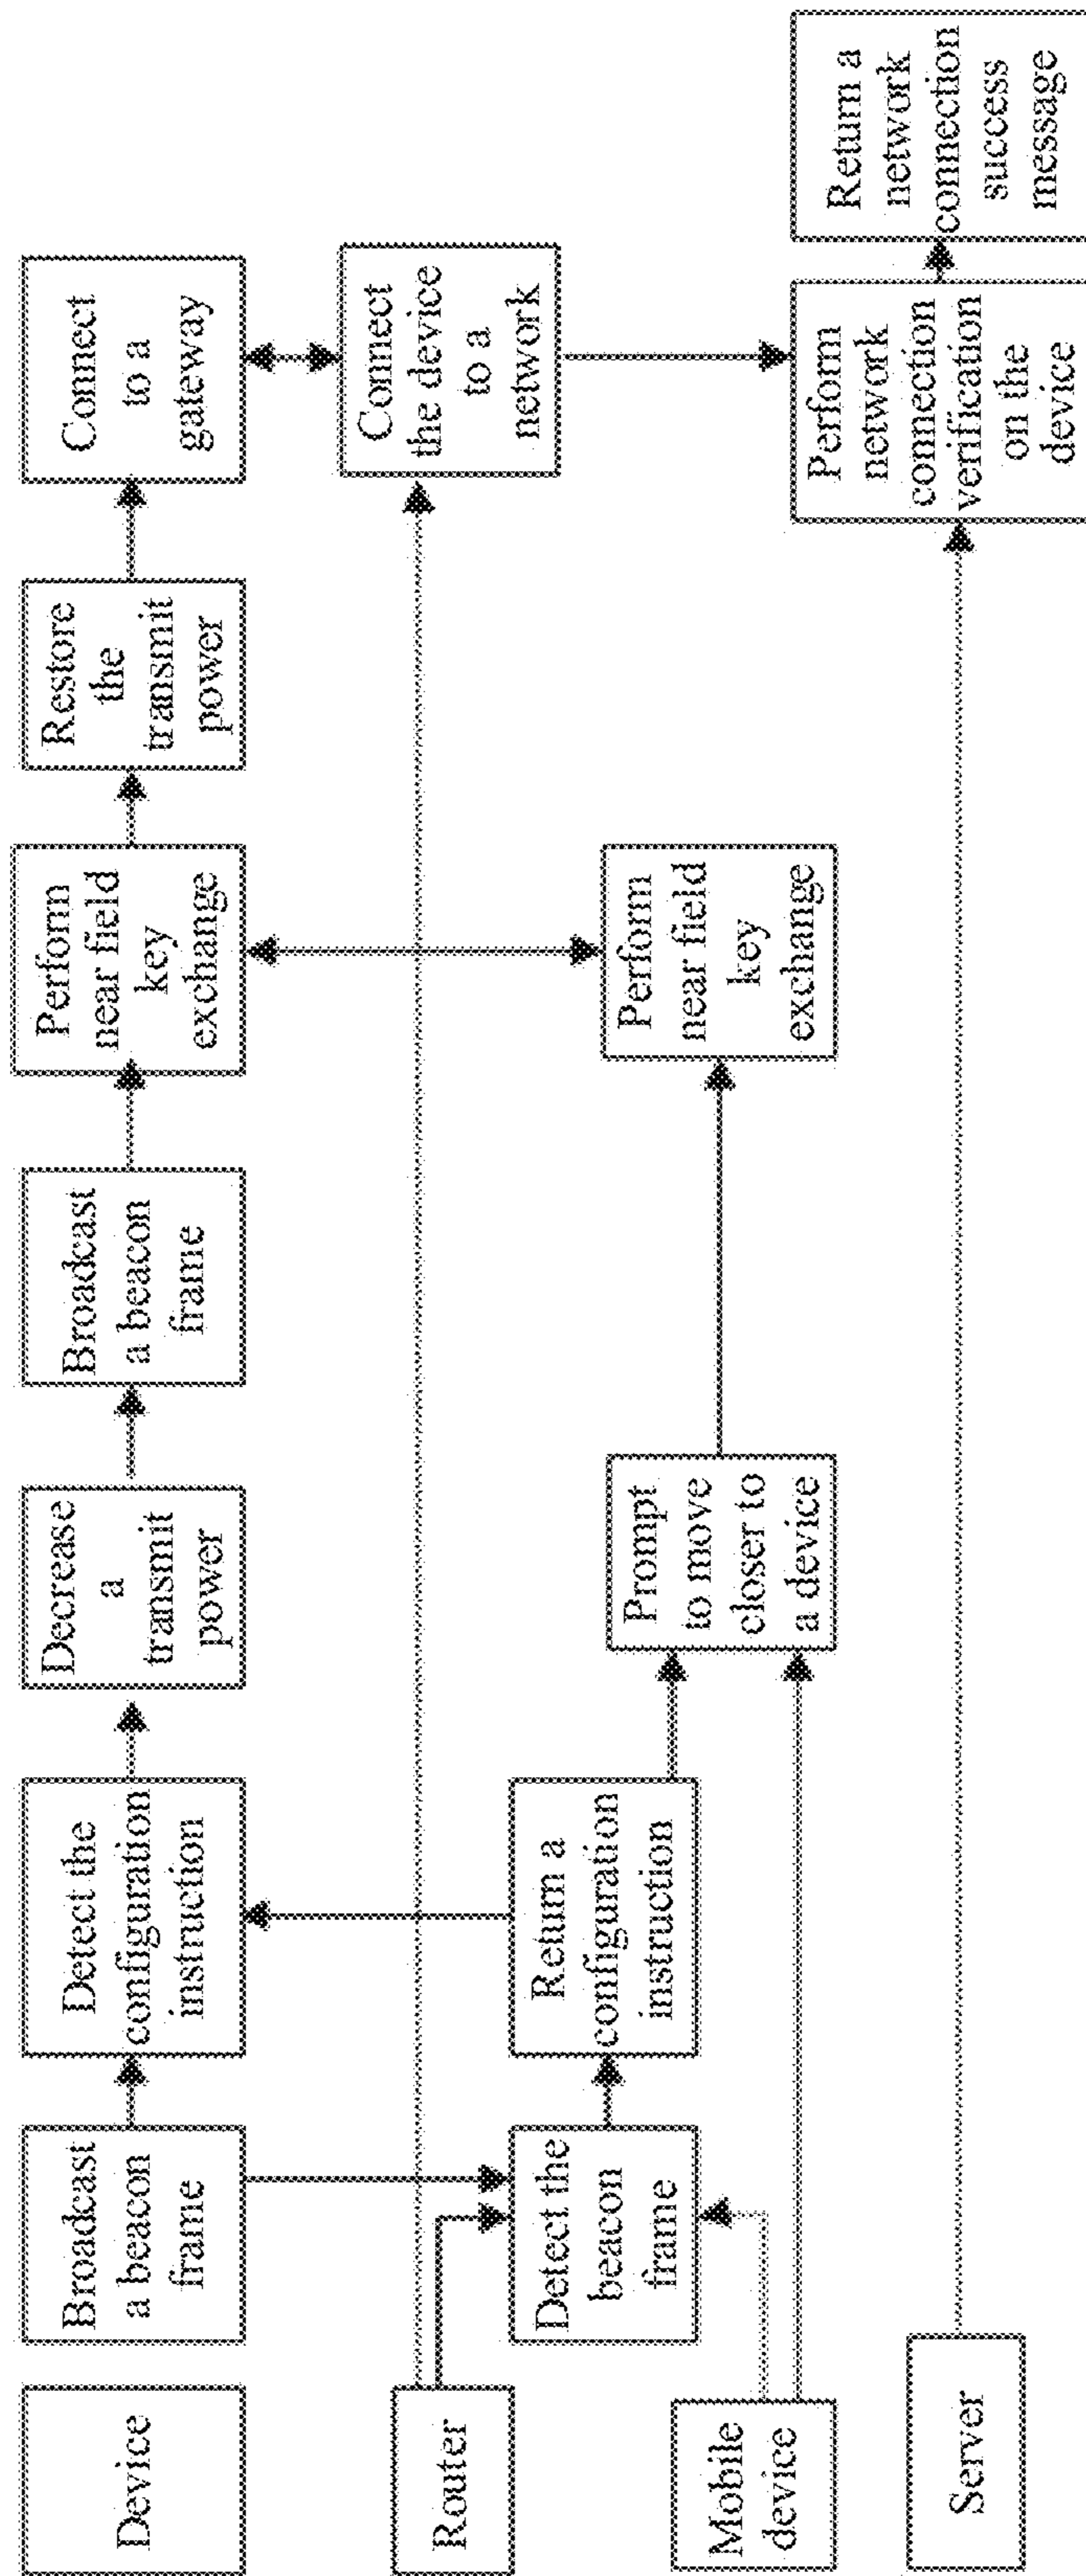 Device
Broadcast
a beacon
frame
Detect the
configuration
instruction
Decrease
a
transmit
power
Broadcast
a beacon
frame
Perform
near field
key
exchange
Restore
the
transmit
power
Connect
to a
gateway
Router
Connect
the device
to a
network
Detect the
beacon
frame
Return a
configuration
instruction
Mobile
device
Prompt
to move
closer to
a device
Perform
near field
key
exchange
Server
Perform
network
connection
verification
on the
device
Return a
network
connection
success
message